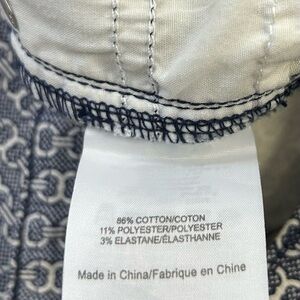 86% COTTON/COTON
11% POLYESTER/POLYESTER
3% ELASTANE/ÉLASTHANNE
Made in China/Fabrique en Chine